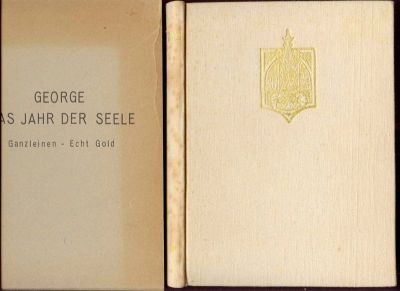 GEORGE
AS JAHR DER SEELE
Ganzleinen - Echt Gold